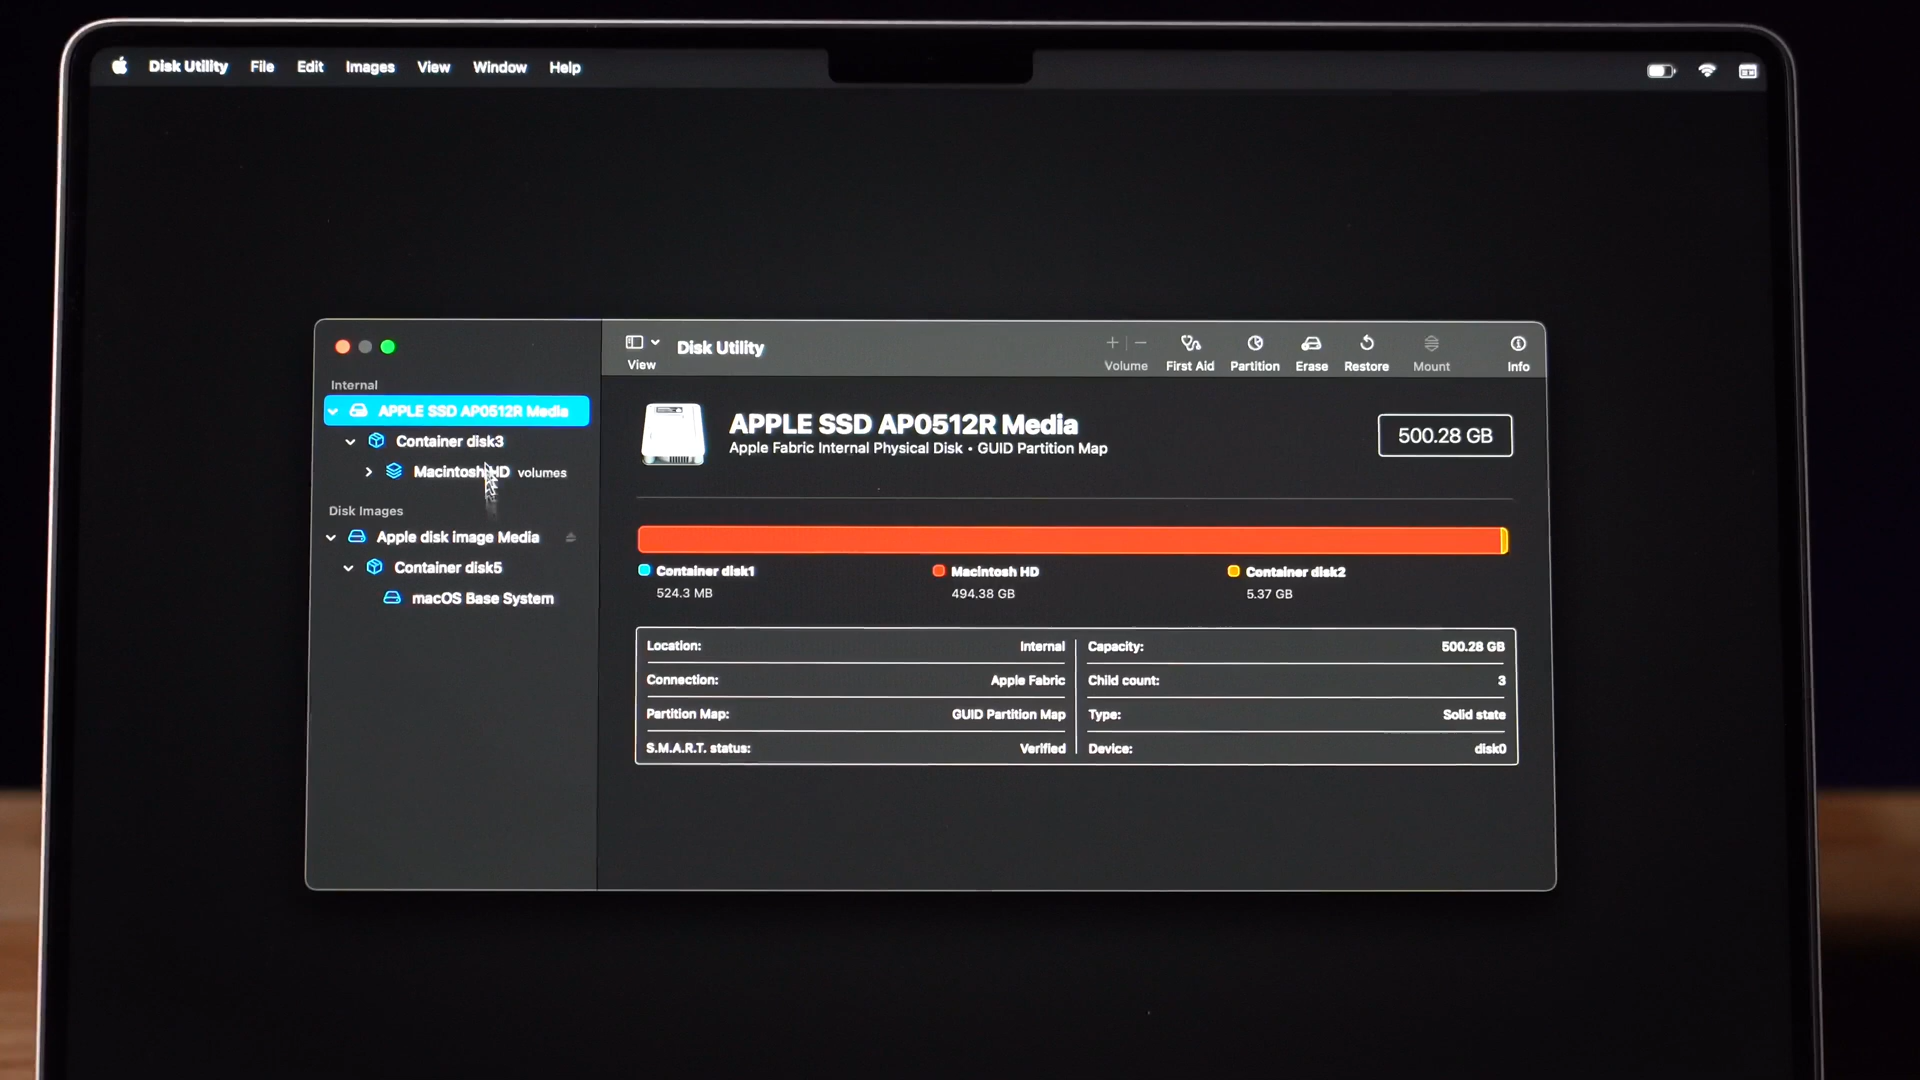 Disk Utility File Edit Images View Window Help
View
Disk Utility
Volume First Aid Partition Erase Restore Mount Info
Internal
APPLE SSD AP0512R Media
Container disk3
Macintosh HD volumes
Disk Images
Apple disk image Media
Container disk5
macOS Base System
APPLE SSD AP0512R Media
Apple Fabric Internal Physical Disk • GUID Partition Map
500.28 GB
Container disk1
524.3 MB
Macintosh HD
494.38 GB
Container disk2
5.37 GB
Location: Internal
Connection: Apple Fabric
Partition Map: GUID Partition Map
S.M.A.R.T. status: Verified
Capacity: 500.28 GB
Child count: 3
Type: Solid state
Device: disk0